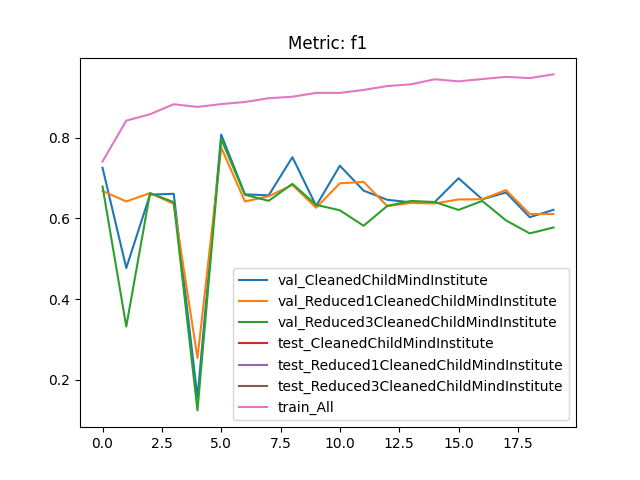 Metric: f1
0.8
0.6
0.4
0.2
val_CleanedChildMindInstitute
val_Reduced1CleanedChildMindInstitute
val_Reduced3CleanedChildMindInstitute
test_CleanedChildMindInstitute
test_Reduced1CleanedChildMindInstitute
test_Reduced3CleanedChildMindInstitute
train_All
0.0 2.5 5.0 7.5 10.0 12.5 15.0 17.5